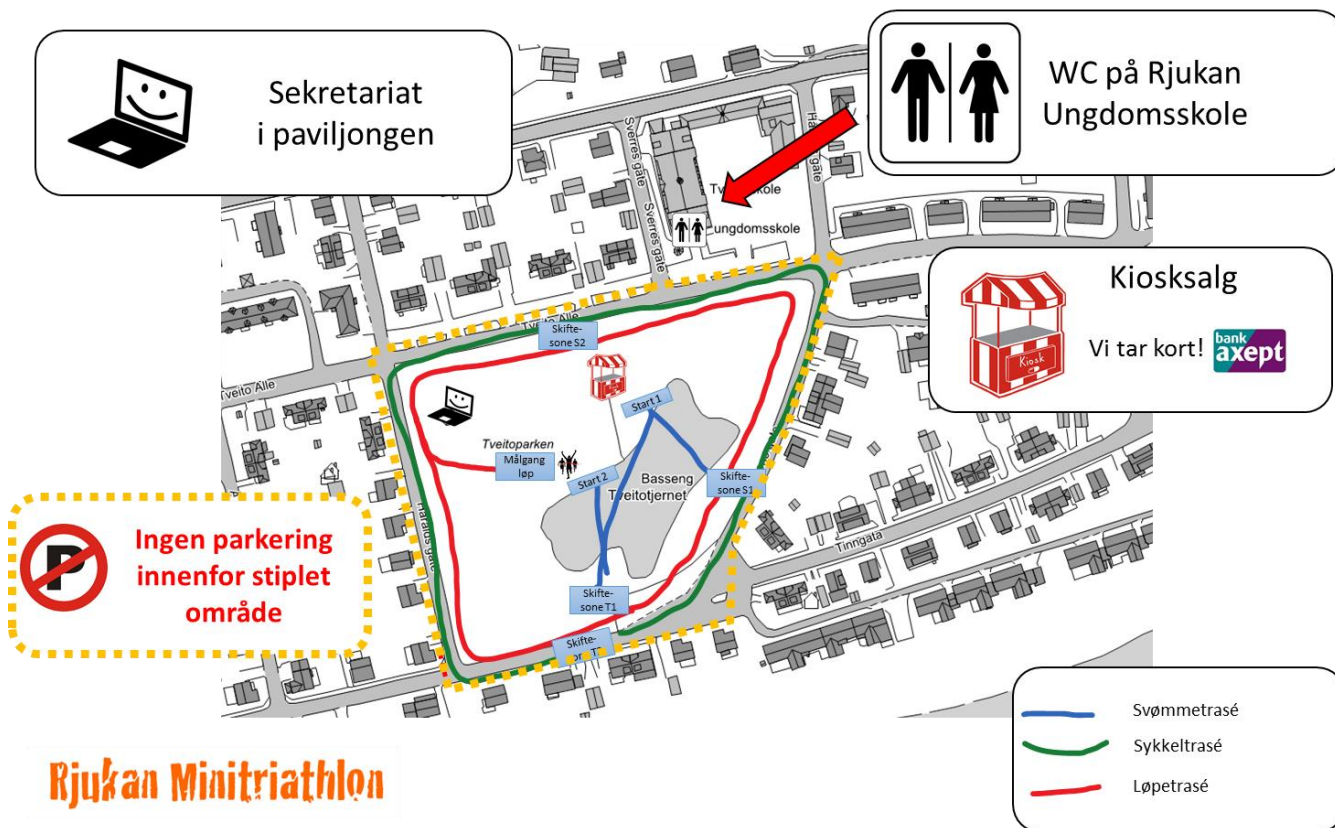 Sekretariat
i paviljongen
WC på Rjukan
Ungdomsskole
Sverres gate
Sverres gate
ungdomsskole
Kiosksalg
Vi tar kort!
bank
axept
Kiosk
Tveito Alle
Skifte-
sone S2
Tveito Alle
Start 1
Tveitoparken
Målgang
løp
Start 2
Basseng
Tveitotjernet
Skifte-
sone S1
Haralds gate
Tinngata
Skifte-
sone T1
Skifte-
P
Ingen parkering
innenfor stiplet
område
Svømmetrasé
Sykkeltrasé
Løpetrasé
Rjukan Minitriathlon